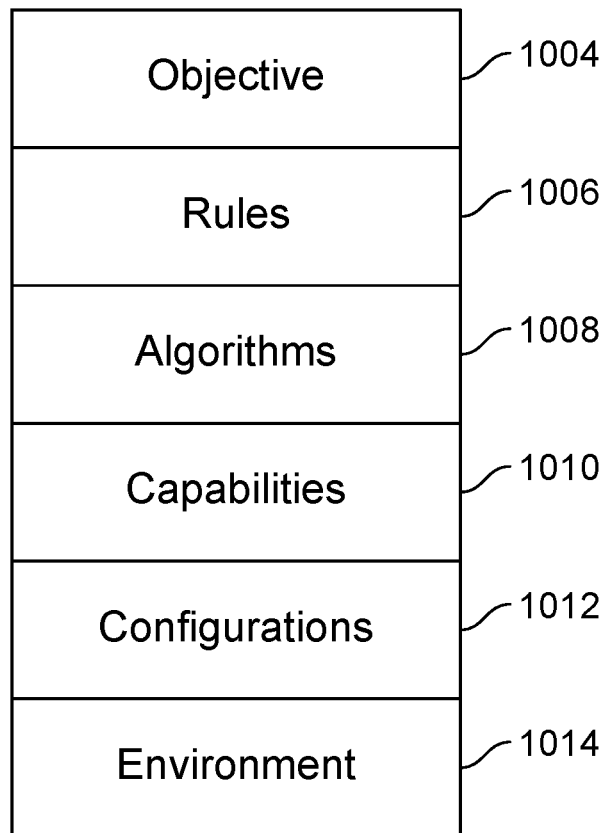 Objective 1004
Rules 1006
Algorithms 1008
Capabilities 1010
Configurations 1012
Environment 1014